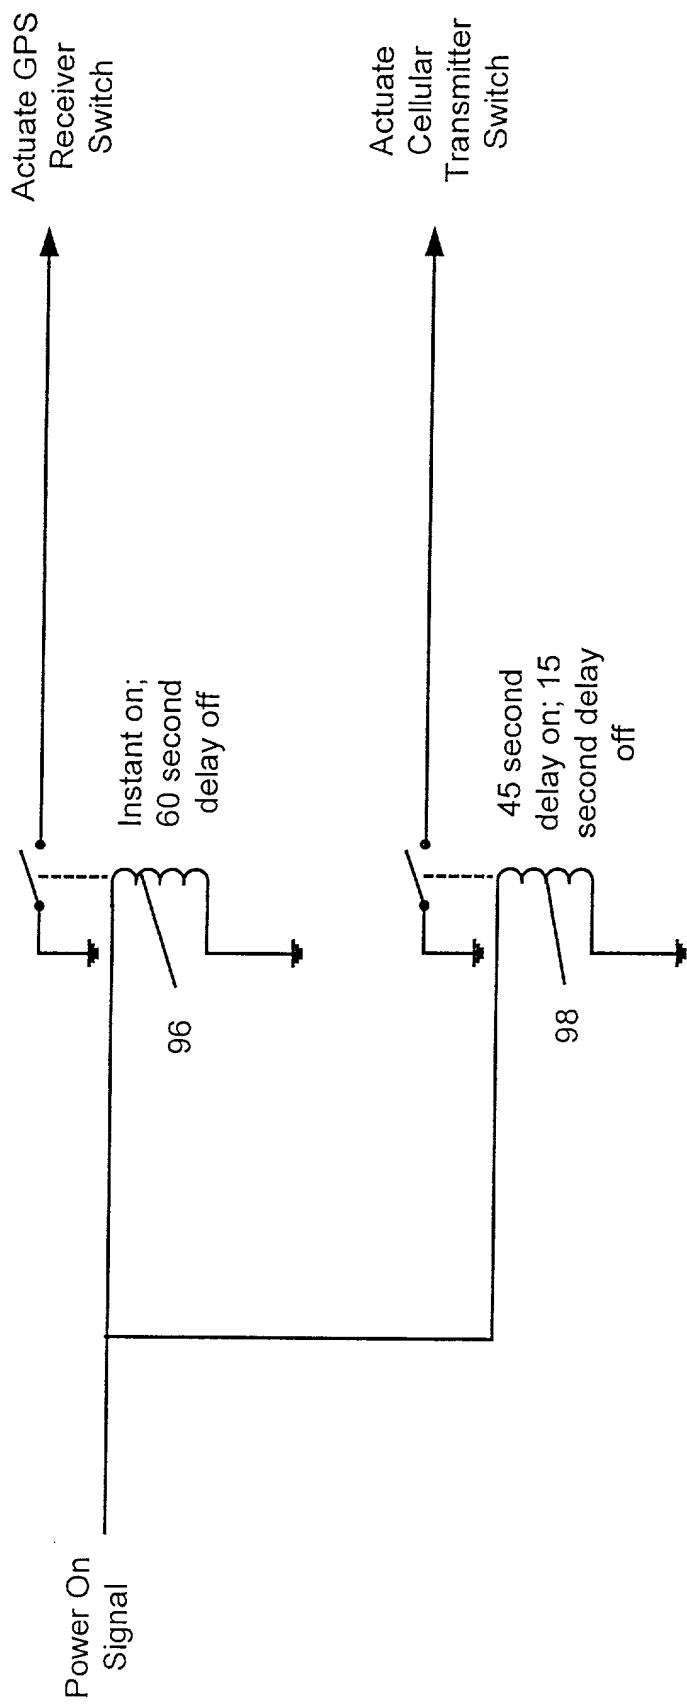 Power On
Signal
96
Instant on;
60 second
delay off
Actuate GPS
Receiver
Switch
98
45 second
delay on; 15
second delay
off
Actuate
Cellular
Transmitter
Switch